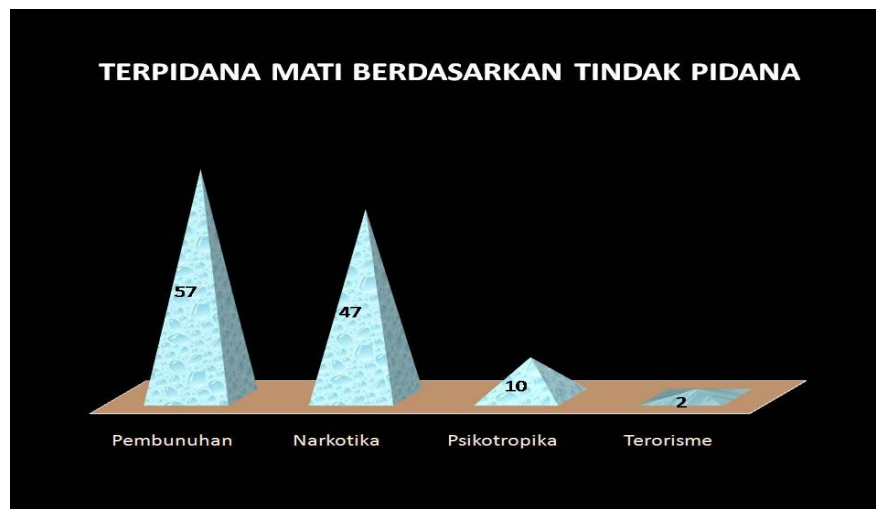 TERPIDANA MATI BERDASARKAN TINDAK PIDANA
57
47
10
2
Pembunuhan Narkotika Psikotropika Terorisme